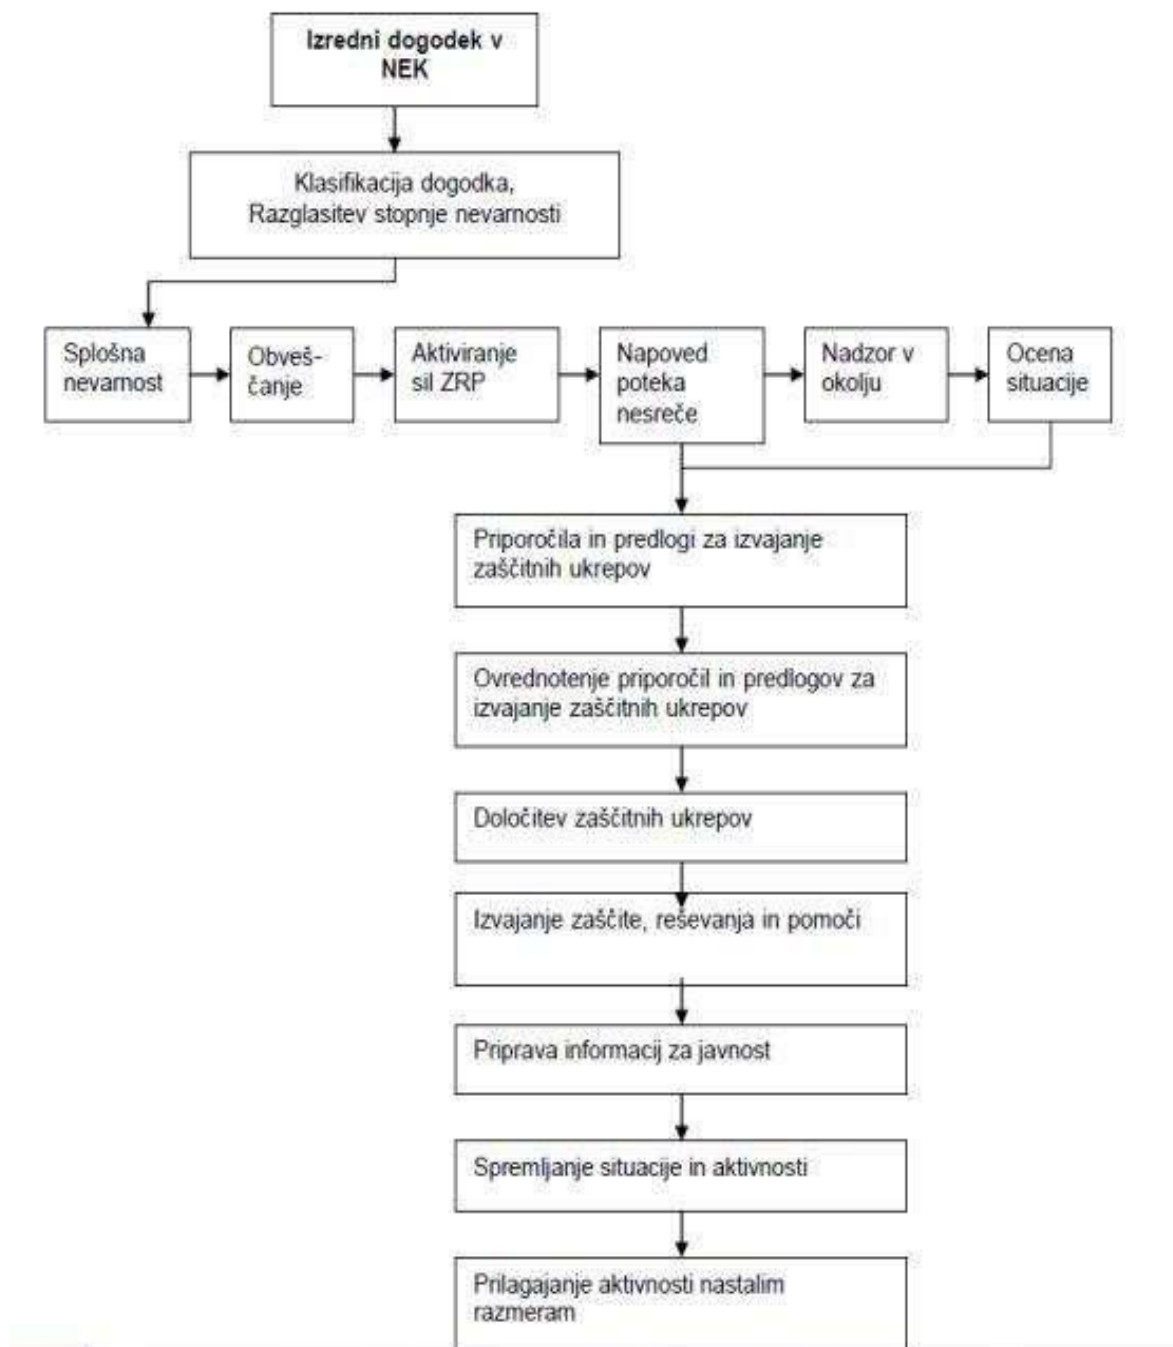 Izredni dogodek v
NEK
Klasifikacija dogodka,
Razglasitev stopnje nevarnosti
Splošna
nevarnost
Obveš-
čanje
Aktiviranje
sil ZRP
Napoved
poteka
nesreče
Nadzor v
okolju
Ocena
situacije
Priporočila in predlogi za izvajanje
zaščitnih ukrepov
Ovrednotenje priporočil in predlogov za
izvajanje zaščitnih ukrepov
Določitev zaščitnih ukrepov
Izvajanje zaščite, reševanja in pomoči
Priprava informacij za javnost
Spremljanje situacije in aktivnosti
Prilagajanje aktivnosti nastalim
razmeram